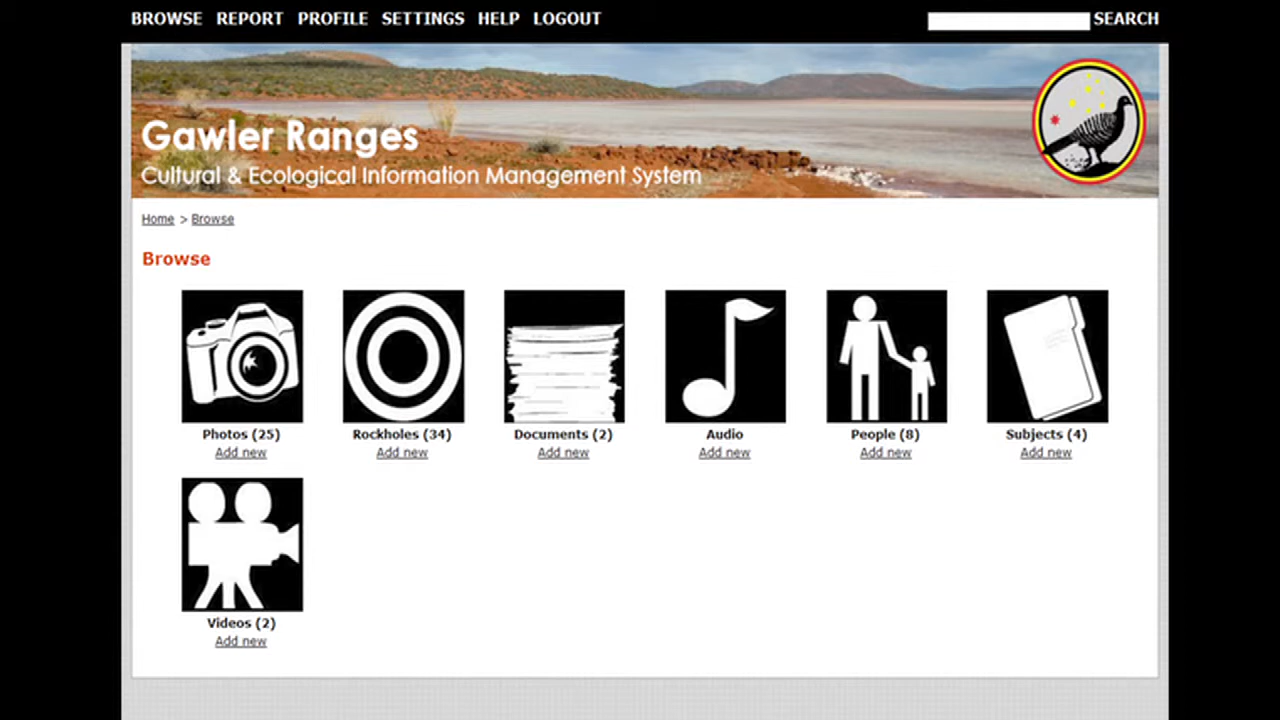 BROWSE REPORT PROFILE SETTINGS HELP LOGOUT SEARCH
Gawler Ranges
Cultural & Ecological Information Management System
Home > Browse
Browse
Photos (25) Rockholes (34) Documents (2) Audio People (8) Subjects (4)
Add new Add new Add new Add new Add new Add new
Videos (2)
Add new